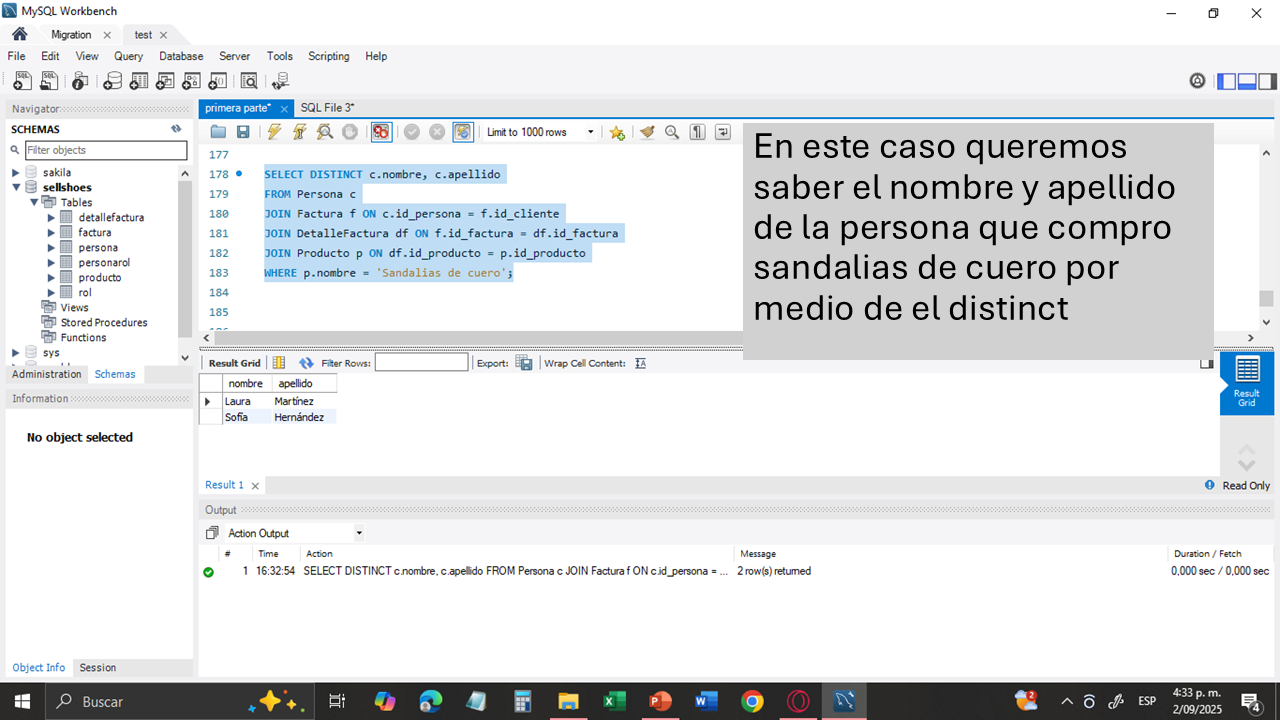 MySQL Workbench
Migration
test
File Edit View Query Database Server Tools Scripting Help
Navigator
SCHEMAS
Filter objects
sakila
sellshoes
Tables
detallefactura
factura
persona
personarol
producto
rol
Views
Stored Procedures
Functions
sys
Administration Schemas
Information
No object selected
Object Info Session
primera parte* SQL File 3*
Limit to 1000 rows
177
178 SELECT DISTINCT c.nombre, c.apellido
179 FROM Persona c
180 JOIN Factura f ON c.id_persona = f.id_cliente
181 JOIN DetalleFactura df ON f.id_factura = df.id_factura
182 JOIN Producto p ON df.id_producto = p.id_producto
183 WHERE p.nombre = 'Sandalias de cuero';
184
185
En este caso queremos
saber el nombre y apellido
de la persona que compro
sandalias de cuero por
medio de el distinct
Result Grid Filter Rows: Export: Wrap Cell Content:
nombre apellido
Laura Martínez
Sofía Hernández
Result Grid
Result 1
Read Only
Output
Action Output
# Time Action Message Duration / Fetch
1 16:32:54 SELECT DISTINCT c.nombre, c.apellido FROM Persona c JOIN Factura f ON c.id_persona = ... 2 row(s) returned 0,000 sec / 0,000 sec
Buscar
2
ESP
4:33 p. m.
2/09/2025
4